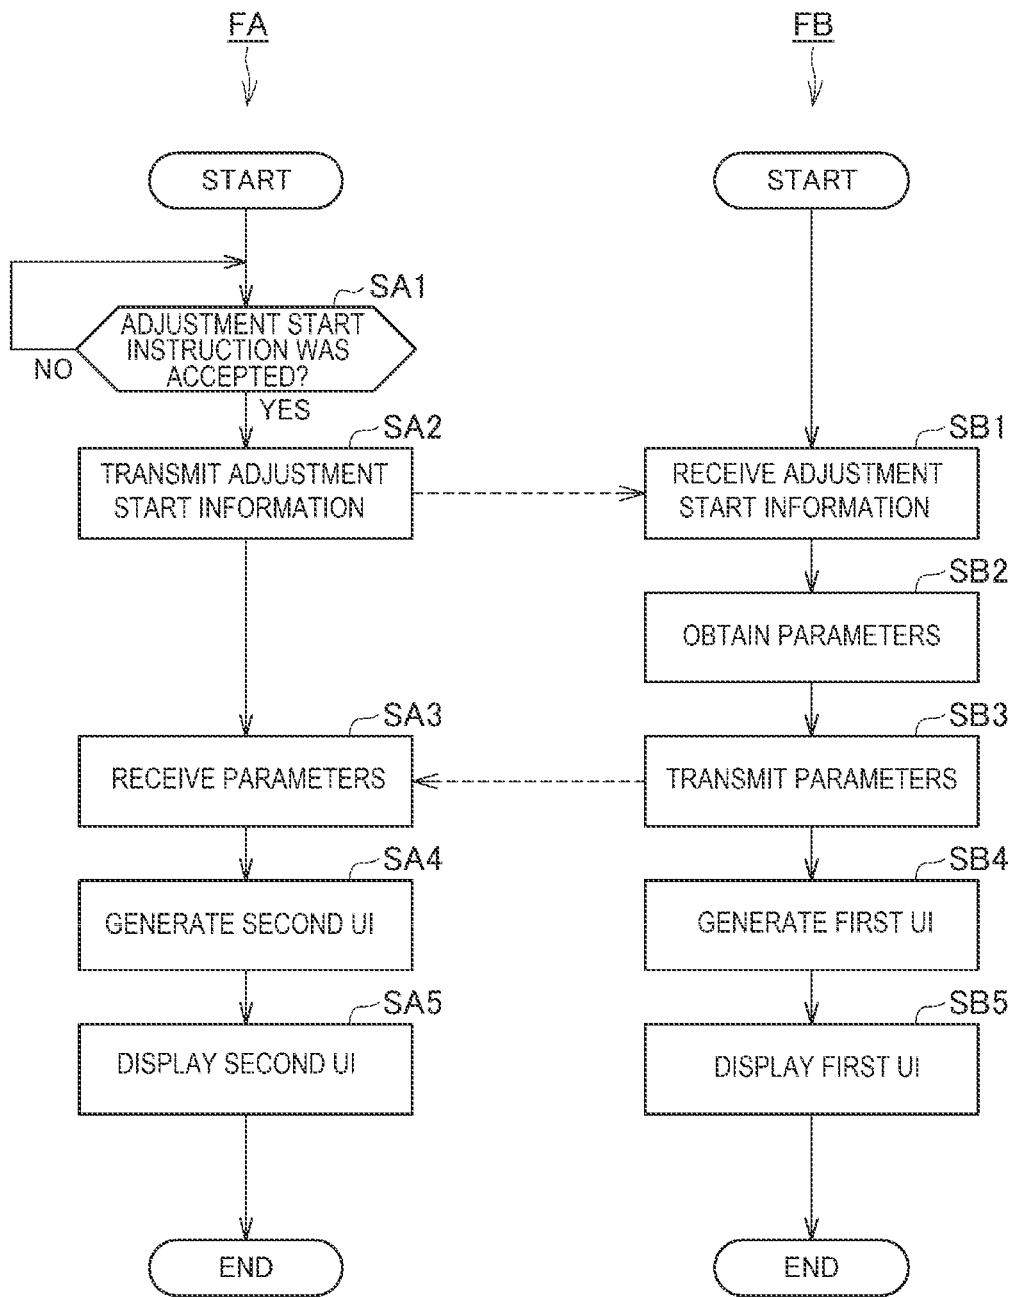 FA
START
SA1
ADJUSTMENT START
INSTRUCTION WAS
ACCEPTED?
NO
YES
SA2
TRANSMIT ADJUSTMENT
START INFORMATION
SA3
RECEIVE PARAMETERS
SA4
GENERATE SECOND UI
SA5
DISPLAY SECOND UI
END
FB
START
SB1
RECEIVE ADJUSTMENT
START INFORMATION
SB2
OBTAIN PARAMETERS
SB3
TRANSMIT PARAMETERS
SB4
GENERATE FIRST UI
SB5
DISPLAY FIRST UI
END